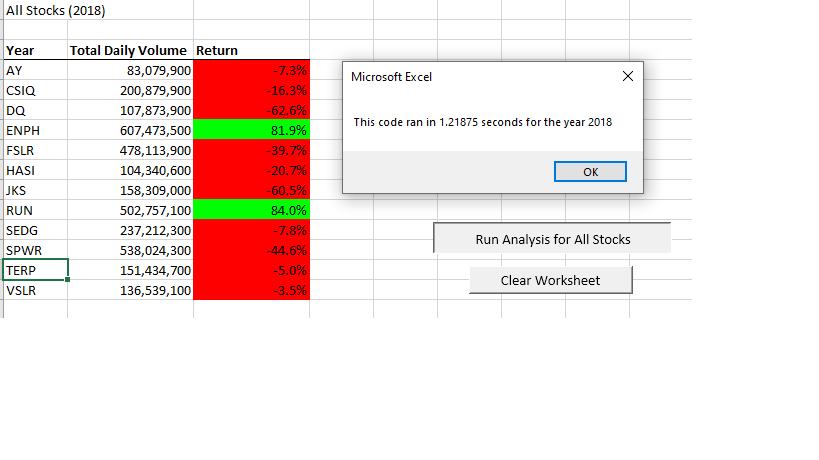 All Stocks (2018)
Year Total Daily Volume Return
AY 83,079,900 -7.3%
CSIQ 200,879,900 -16.3%
DQ 107,873,900 -62.6%
ENPH 607,473,500 81.9%
FSLR 478,113,900 -39.7%
HASI 104,340,600 -20.7%
JKS 158,309,000 -60.5%
RUN 502,757,100 84.0%
SEDG 237,212,300 -7.8%
SPWR 538,024,300 -44.6%
TERP 151,434,700 -5.0%
VSLR 136,539,100 -3.5%
Microsoft Excel
This code ran in 1.21875 seconds for the year 2018
OK
Run Analysis for All Stocks
Clear Worksheet